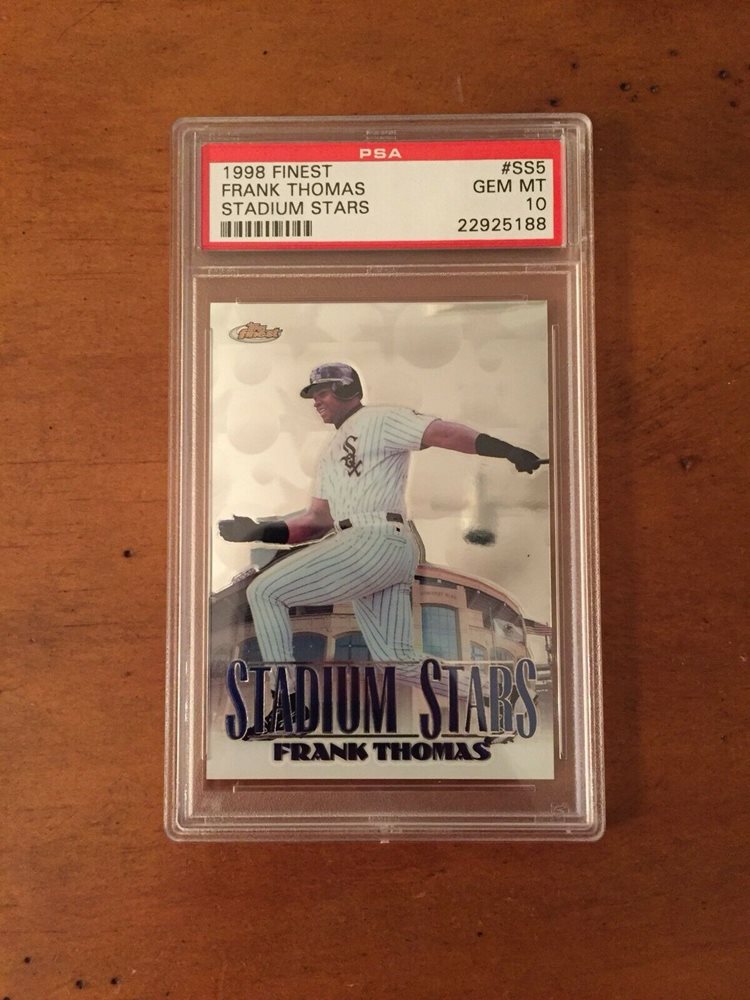 PSA
1998 FINEST #SS5
FRANK THOMAS GEM MT
STADIUM STARS 10
22925188
Finest
Sox
STADIUM STARS
FRANK THOMAS